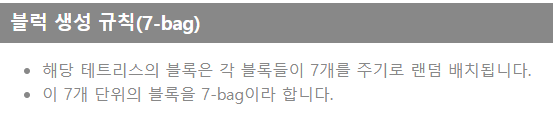 블럭 생성 규칙(7-bag)
해당 테트리스의 블록은 각 블록들이 7개를 주기로 랜덤 배치됩니다.
이 7개 단위의 블록을 7-bag이라 합니다.